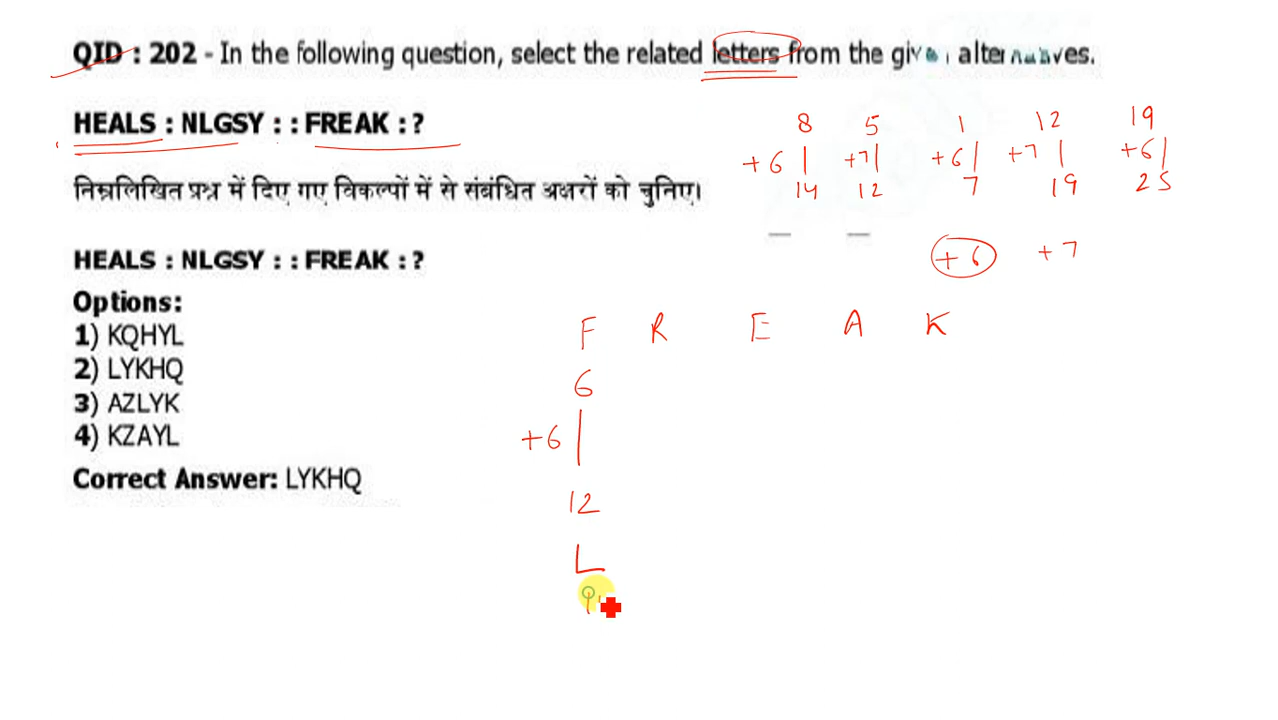 QID : 202 - In the following question, select the related letters from the given alternatives.
HEALS : NLGSY : : FREAK : ?
निम्नलिखित प्रश्न में दिए गए विकल्पों में से संबंधित अक्षरों को चुनिए।
HEALS : NLGSY : : FREAK : ?
Options:
1) KQHYL
2) LYKHQ
3) AZLYK
4) KZAYL
Correct Answer: LYKHQ
8 5 1 12 19
+6 +7 +6 +7 +6
14 12 7 19 25
+6 +7
F R E A K
6
+6
12
L